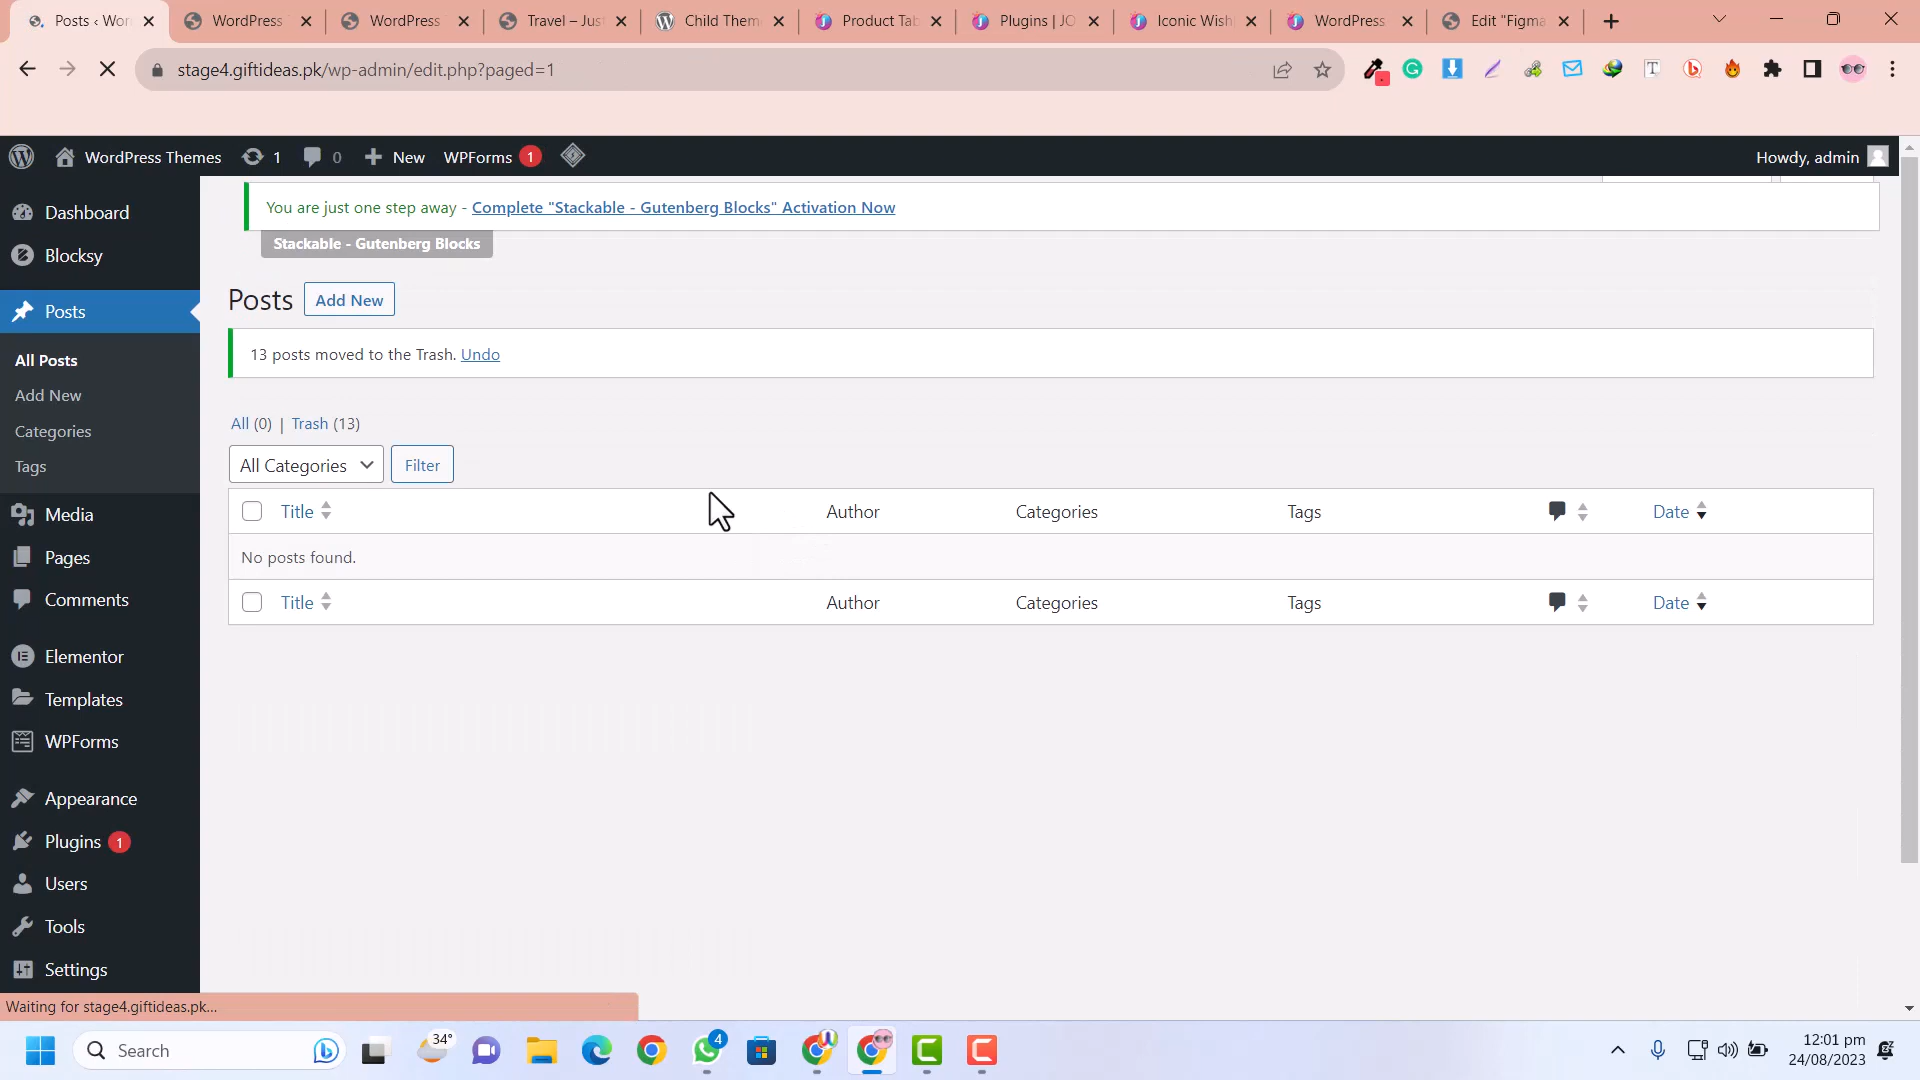 Posts ‹ Wor
WordPress
WordPress
Travel – Jus
Child Them
Product Tab
Plugins | JO
Iconic Wish
WordPress
Edit "Figma
stage4.giftideas.pk/wp-admin/edit.php?paged=1
WordPress Themes
1
0
New
WPForms 1
Howdy, admin
Dashboard
Blocksy
Posts
All Posts
Add New
Categories
Tags
Media
Pages
Comments
Elementor
Templates
WPForms
Appearance
Plugins 1
Users
Tools
Settings
You are just one step away - Complete "Stackable - Gutenberg Blocks" Activation Now
Stackable - Gutenberg Blocks
Posts Add New
13 posts moved to the Trash. Undo
All (0) | Trash (13)
All Categories Filter
Title Author Categories Tags Date
No posts found.
Title Author Categories Tags Date
Waiting for stage4.giftideas.pk...
Search
34°
4
12:01 pm
24/08/2023